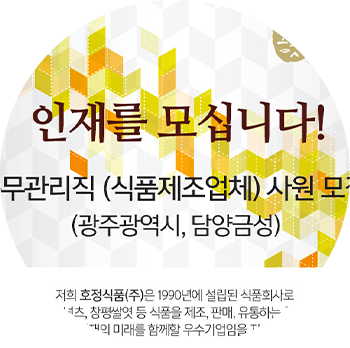 인재를 모십니다!
무관리직 (식품제조업체) 사원 모
(광주광역시, 담양금성)
저희 호정식품(주)은 1990년에 설립된 식품회사로
창평쌀엿 등 식품을 제조, 판매, 유통하는
미래를 함께할 우수기업임을